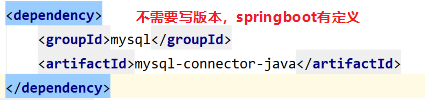 <dependency> 不需要写版本，springboot有定义
<groupId>mysql</groupId>
<artifactId>mysql-connector-java</artifactId>
</dependency>